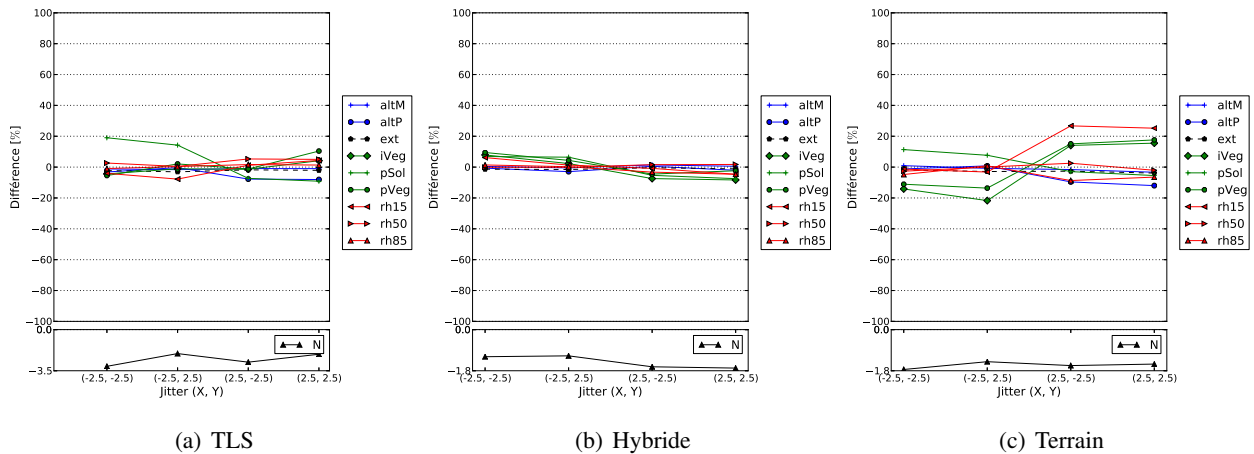 100
80
60
40
20
0
−20
−40
−60
−80
−100
Différence [%]
altM
altP
ext
iVeg
pSol
pVeg
rh15
rh50
rh85
0.0
−3.5
N
(-2.5, -2.5)
(-2.5, 2.5)
(2.5, -2.5)
(2.5, 2.5)
Jitter (X, Y)
(a) TLS
100
80
60
40
20
0
−20
−40
−60
−80
−100
Différence [%]
altM
altP
ext
iVeg
pSol
pVeg
rh15
rh50
rh85
0.0
−1.8
N
(-2.5, -2.5)
(-2.5, 2.5)
(2.5, -2.5)
(2.5, 2.5)
Jitter (X, Y)
(b) Hybride
100
80
60
40
20
0
−20
−40
−60
−80
−100
Différence [%]
altM
altP
ext
iVeg
pSol
pVeg
rh15
rh50
rh85
0.0
−1.8
N
(-2.5, -2.5)
(-2.5, 2.5)
(2.5, -2.5)
(2.5, 2.5)
Jitter (X, Y)
(c) Terrain